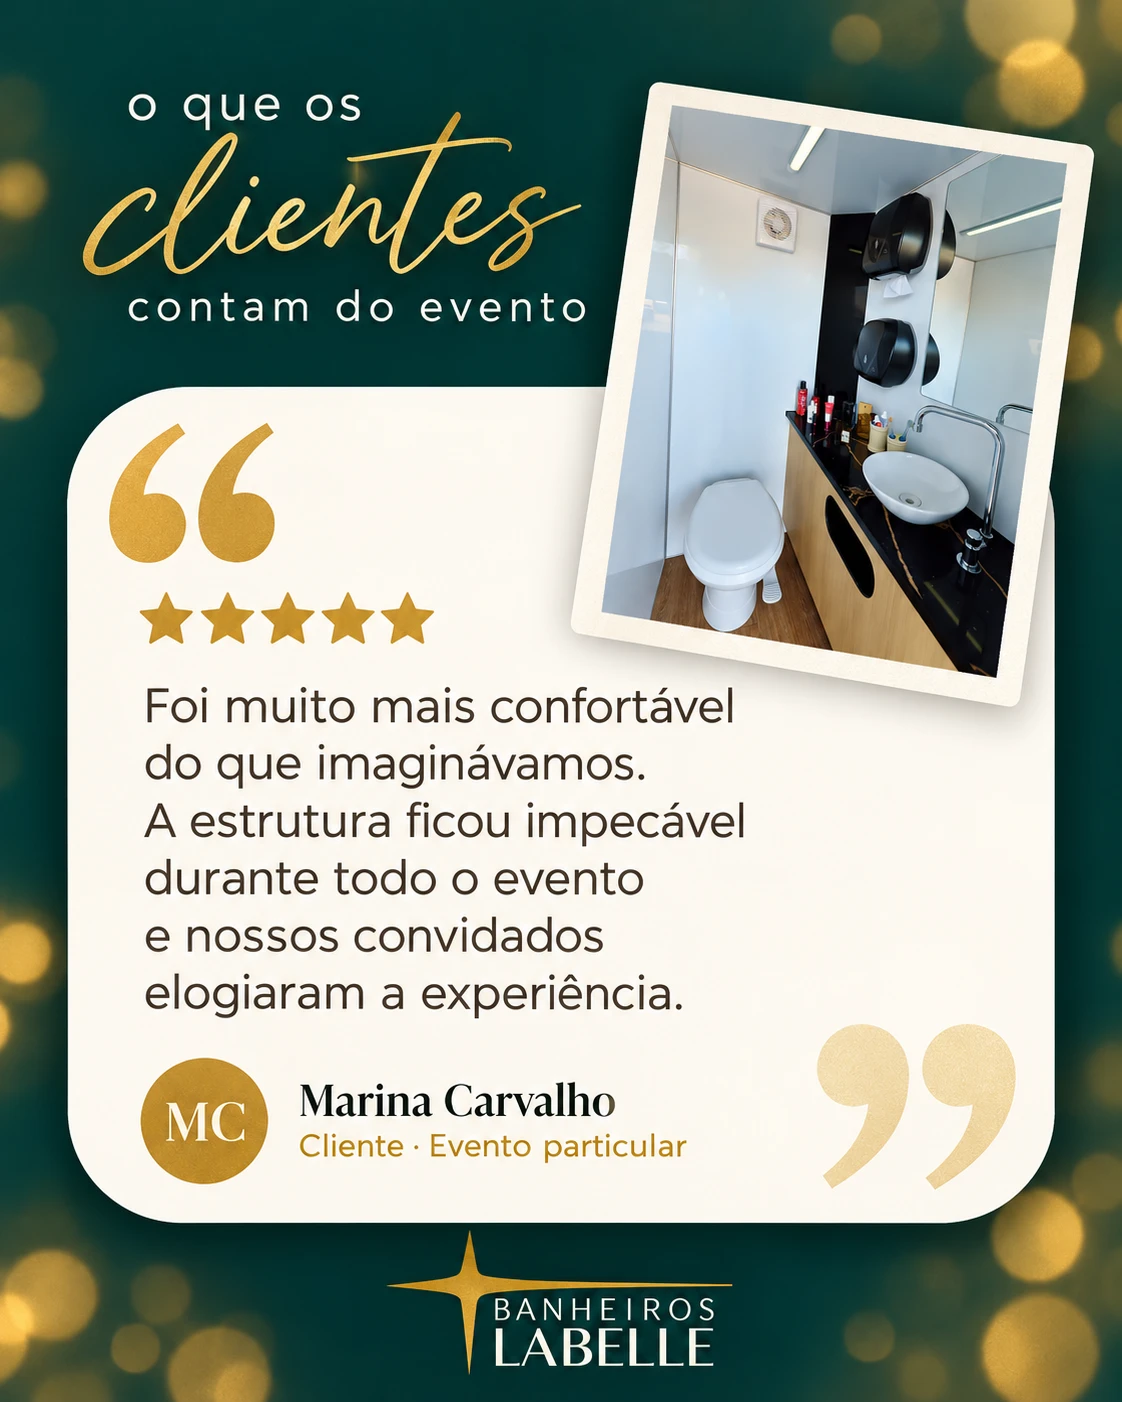 o que os
clientes
contam do evento
Foi muito mais confortável
do que imaginávamos.
A estrutura ficou impecável
durante todo o evento
e nossos convidados
elogiaram a experiência.
MC
Marina Carvalho
Cliente · Evento particular
BANHEIROS
LABELLE